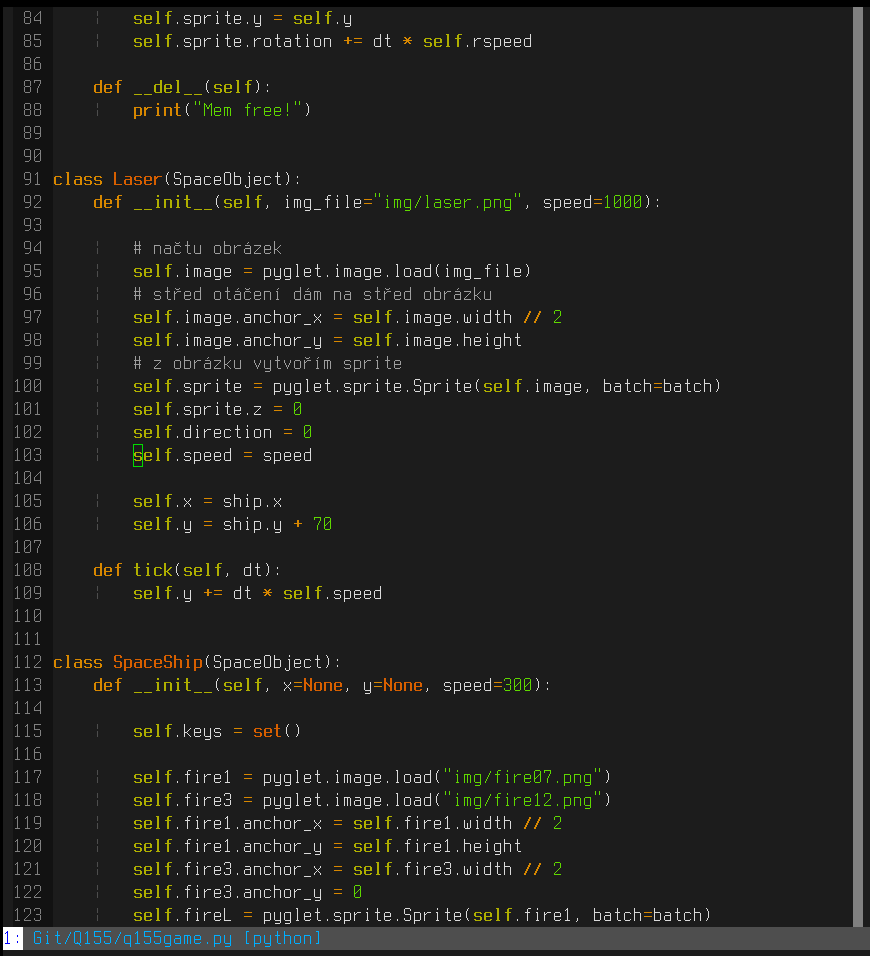 84 self.sprite.y = self.y
85 self.sprite.rotation += dt * self.rspeed
86
87 def __del__(self):
88 print("Mem free!")
89
90
91 class Laser(SpaceObject):
92 def __init__(self, img_file="img/laser.png", speed=1000):
93
94 # načtu obrázek
95 self.image = pyglet.image.load(img_file)
96 # střed otáčení dám na střed obrázku
97 self.image.anchor_x = self.image.width // 2
98 self.image.anchor_y = self.image.height
99 # z obrázku vytvořím sprite
100 self.sprite = pyglet.sprite.Sprite(self.image, batch=batch)
101 self.sprite.z = 0
102 self.direction = 0
103 self.speed = speed
104
105 self.x = ship.x
106 self.y = ship.y + 70
107
108 def tick(self, dt):
109 self.y += dt * self.speed
110
111
112 class SpaceShip(SpaceObject):
113 def __init__(self, x=None, y=None, speed=300):
114
115 self.keys = set()
116
117 self.fire1 = pyglet.image.load("img/fire07.png")
118 self.fire3 = pyglet.image.load("img/fire12.png")
119 self.fire1.anchor_x = self.fire1.width // 2
120 self.fire1.anchor_y = self.fire1.height
121 self.fire3.anchor_x = self.fire3.width // 2
122 self.fire3.anchor_y = 0
123 self.fireL = pyglet.sprite.Sprite(self.fire1, batch=batch)
1: Git/Q155/q155game.py [python]